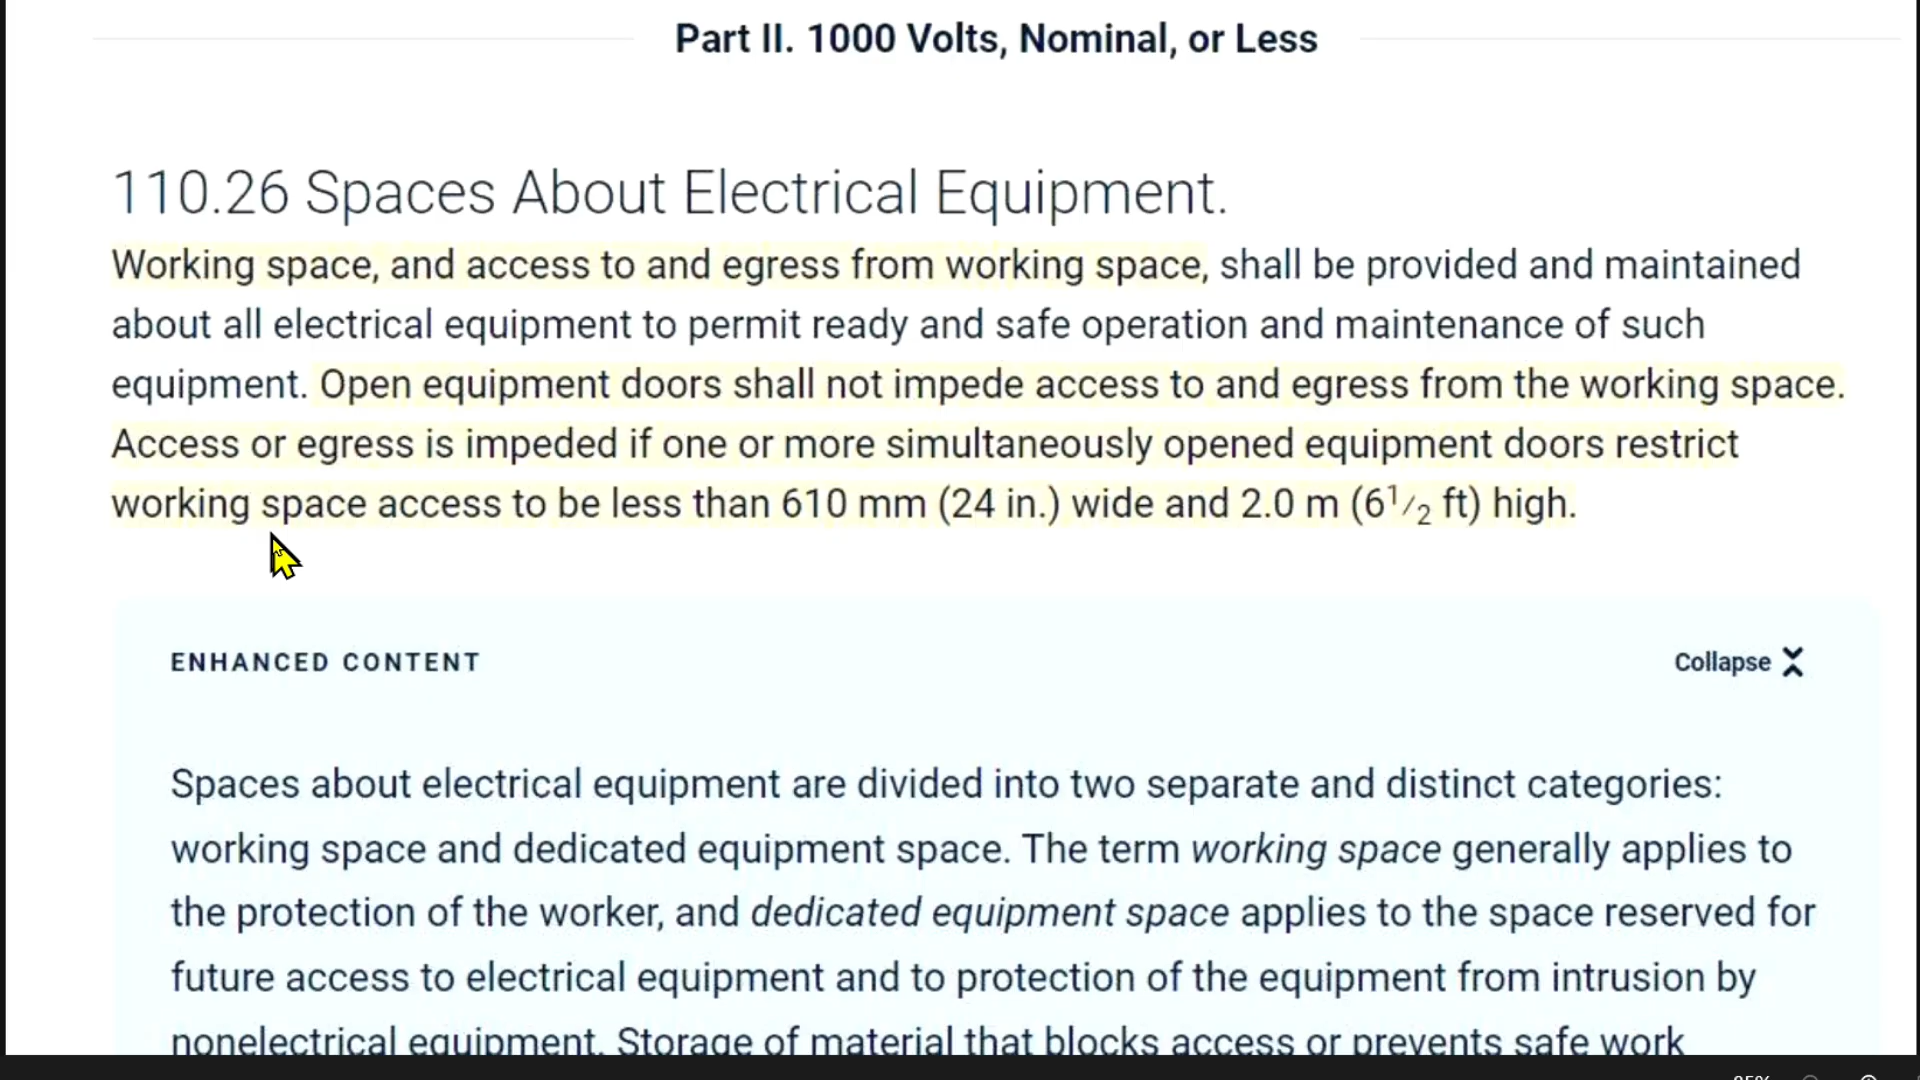 Part II. 1000 Volts, Nominal, or Less
110.26 Spaces About Electrical Equipment.
Working space, and access to and egress from working space, shall be provided and maintained
about all electrical equipment to permit ready and safe operation and maintenance of such
equipment. Open equipment doors shall not impede access to and egress from the working space.
Access or egress is impeded if one or more simultaneously opened equipment doors restrict
working space access to be less than 610 mm (24 in.) wide and 2.0 m (6¹⁄₂ ft) high.
ENHANCED CONTENT
Collapse
Spaces about electrical equipment are divided into two separate and distinct categories:
working space and dedicated equipment space. The term working space generally applies to
the protection of the worker, and dedicated equipment space applies to the space reserved for
future access to electrical equipment and to protection of the equipment from intrusion by
nonelectrical equipment. Storage of material that blocks access or prevents safe work